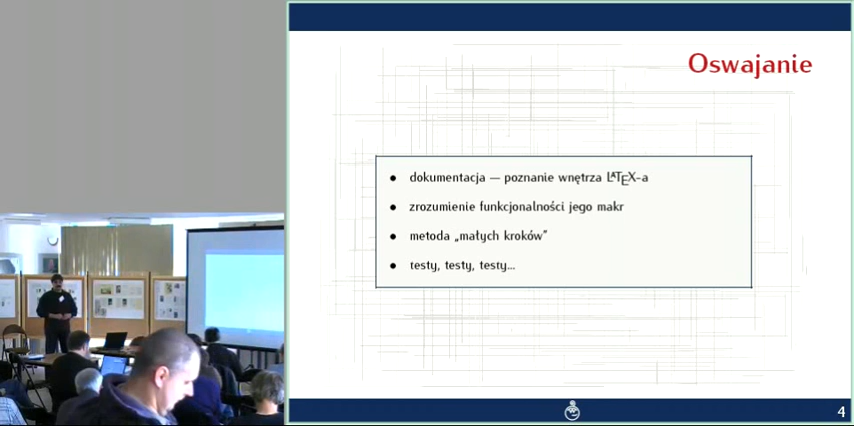 Oswajanie
● dokumentacja — poznanie wnętrza LATEX-a
● zrozumienie funkcjonalności jego makr
● metoda „małych kroków”
● testy, testy, testy...
4